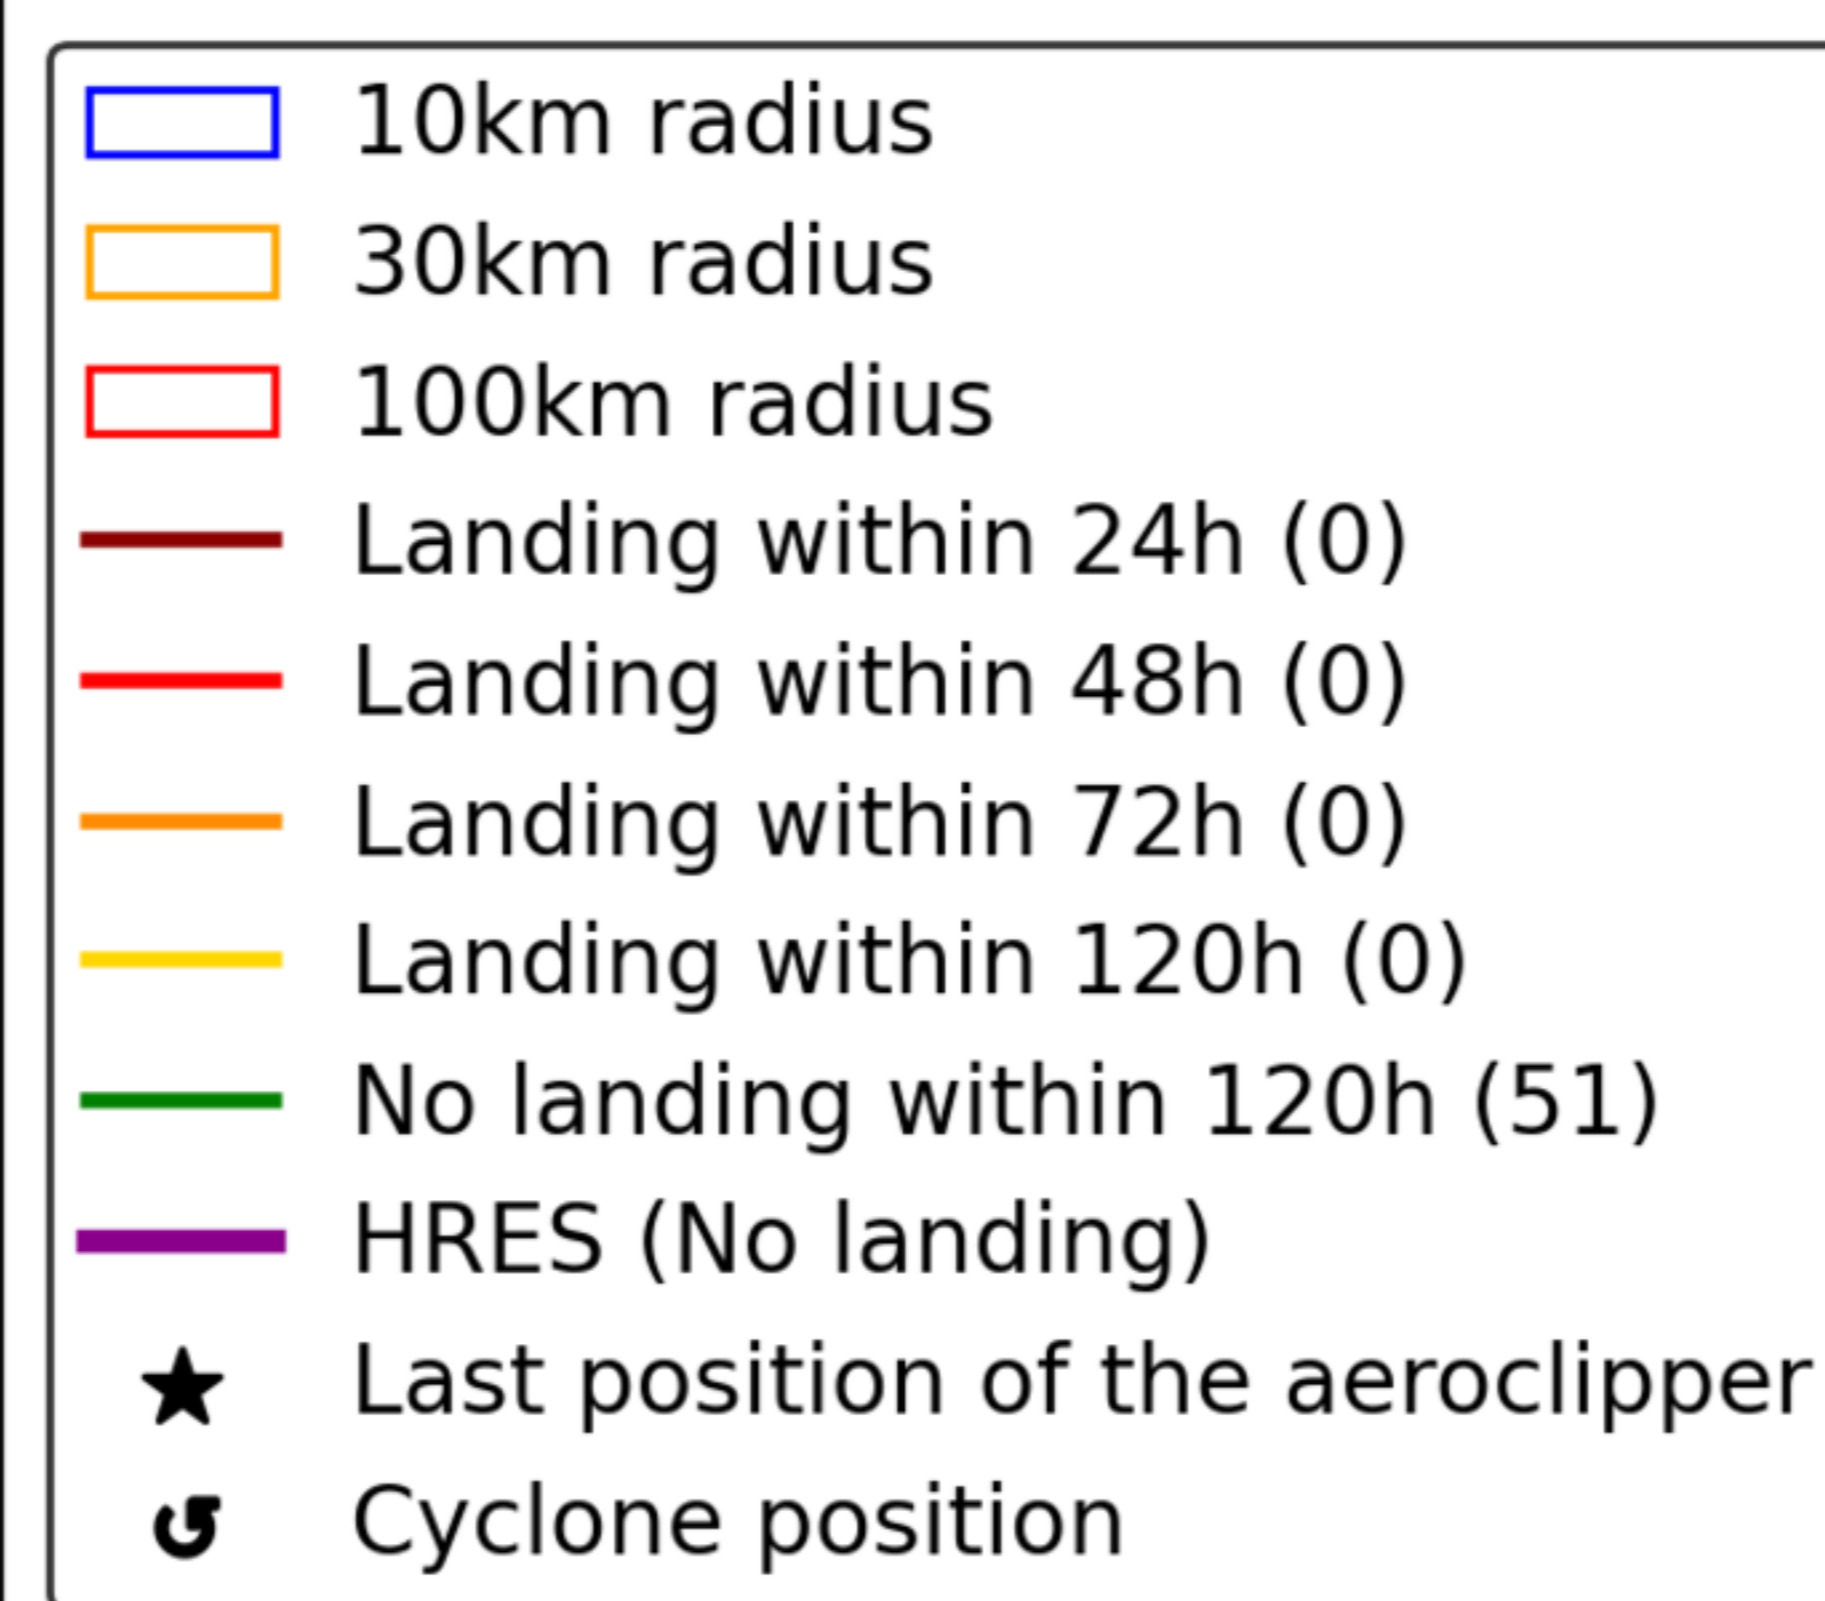 10km radius
30km radius
100km radius
Landing within 24h (0)
Landing within 48h (0)
Landing within 72h (0)
Landing within 120h (0)
No landing within 120h (51)
HRES (No landing)
Last position of the aeroclipper
Cyclone position